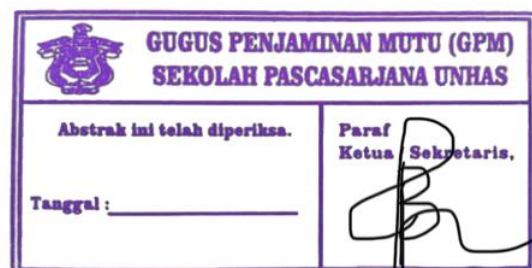 GUGUS PENJAMINAN MUTU (GPM)
SEKOLAH PASCASARJANA UNHAS
Abstrak ini telah diperiksa.
Tanggal :
Paraf
Ketua / Sekretaris,